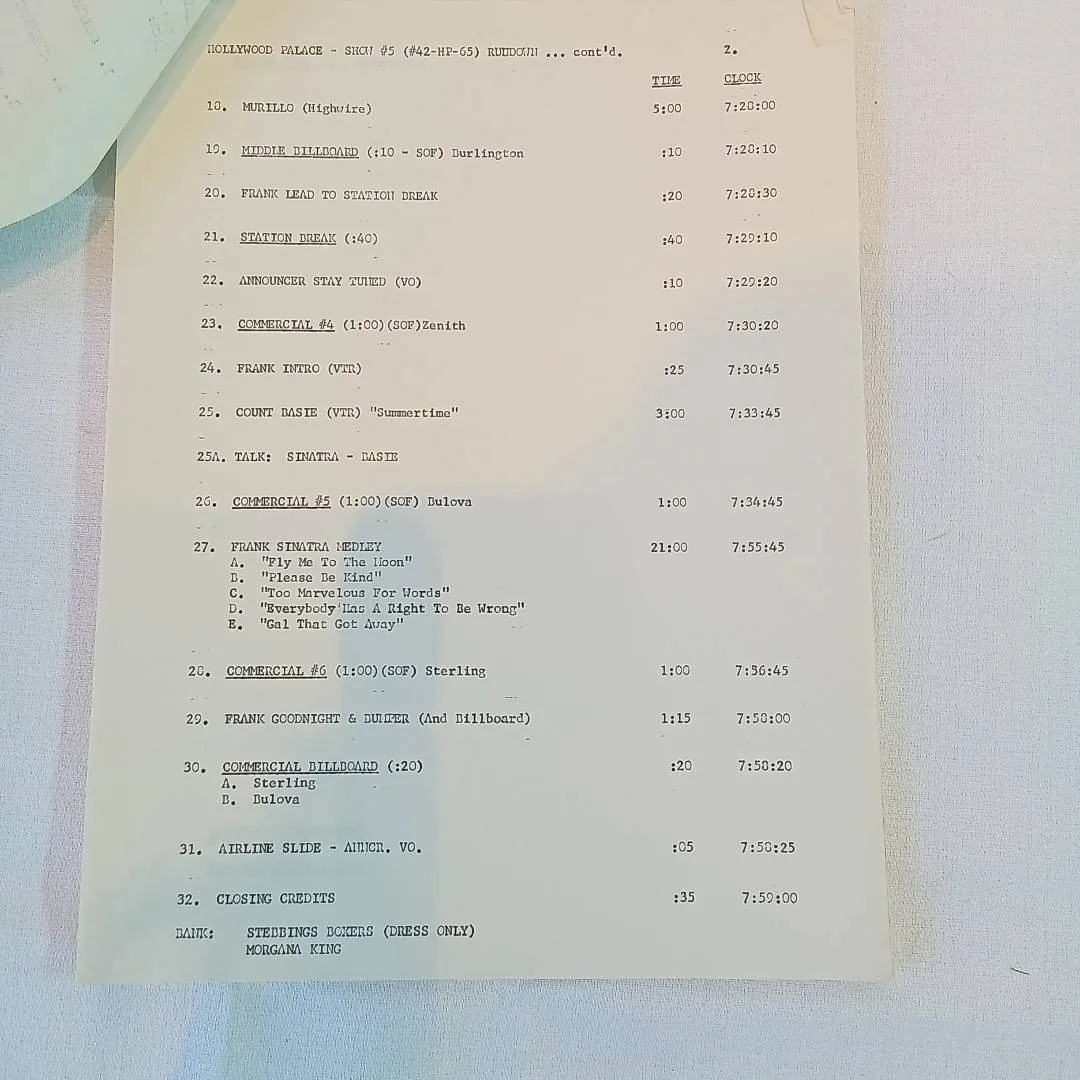 HOLLYWOOD PALACE - SHOW #5 (#42-HP-65) RUNDOWN ... cont'd. 2.
TIME CLOCK
18. MURILLO (Highwire) 5:00 7:28:00
19. MIDDLE BILLBOARD (:10 - SOF) Burlington :10 7:28:10
20. FRANK LEAD TO STATION BREAK :20 7:28:30
21. STATION BREAK (:40) :40 7:29:10
22. ANNOUNCER STAY TUNED (VO) :10 7:29:20
23. COMMERCIAL #4 (1:00)(SOF)Zenith 1:00 7:30:20
24. FRANK INTRO (VTR) :25 7:30:45
25. COUNT BASIE (VTR) "Summertime" 3:00 7:33:45
25A. TALK: SINATRA - BASIE
26. COMMERCIAL #5 (1:00)(SOF) Bulova 1:00 7:34:45
27. FRANK SINATRA MEDLEY 21:00 7:55:45
A. "Fly Me To The Moon"
B. "Please Be Kind"
C. "Too Marvelous For Words"
D. "Everybody'Has A Right To Be Wrong"
E. "Gal That Got Away"
28. COMMERCIAL #6 (1:00)(SOF) Sterling 1:00 7:56:45
29. FRANK GOODNIGHT & BUMPER (And Billboard) 1:15 7:58:00
30. COMMERCIAL BILLBOARD (:20) :20 7:58:20
A. Sterling
B. Bulova
31. AIRLINE SLIDE - ANNCR. VO. :05 7:58:25
32. CLOSING CREDITS :35 7:59:00
BANK: STEBBINGS BOXERS (DRESS ONLY)
MORGANA KING